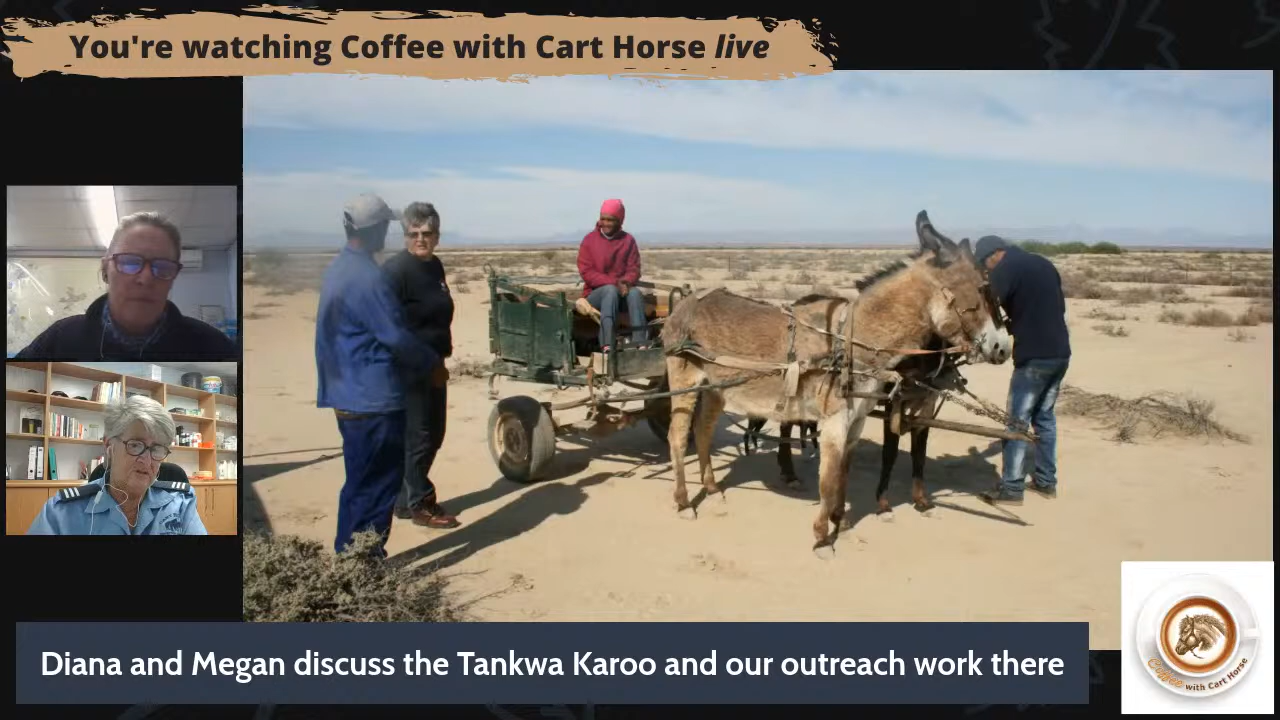 You're watching Coffee with Cart Horse live
Diana and Megan discuss the Tankwa Karoo and our outreach work there
Coffee with Cart Horse